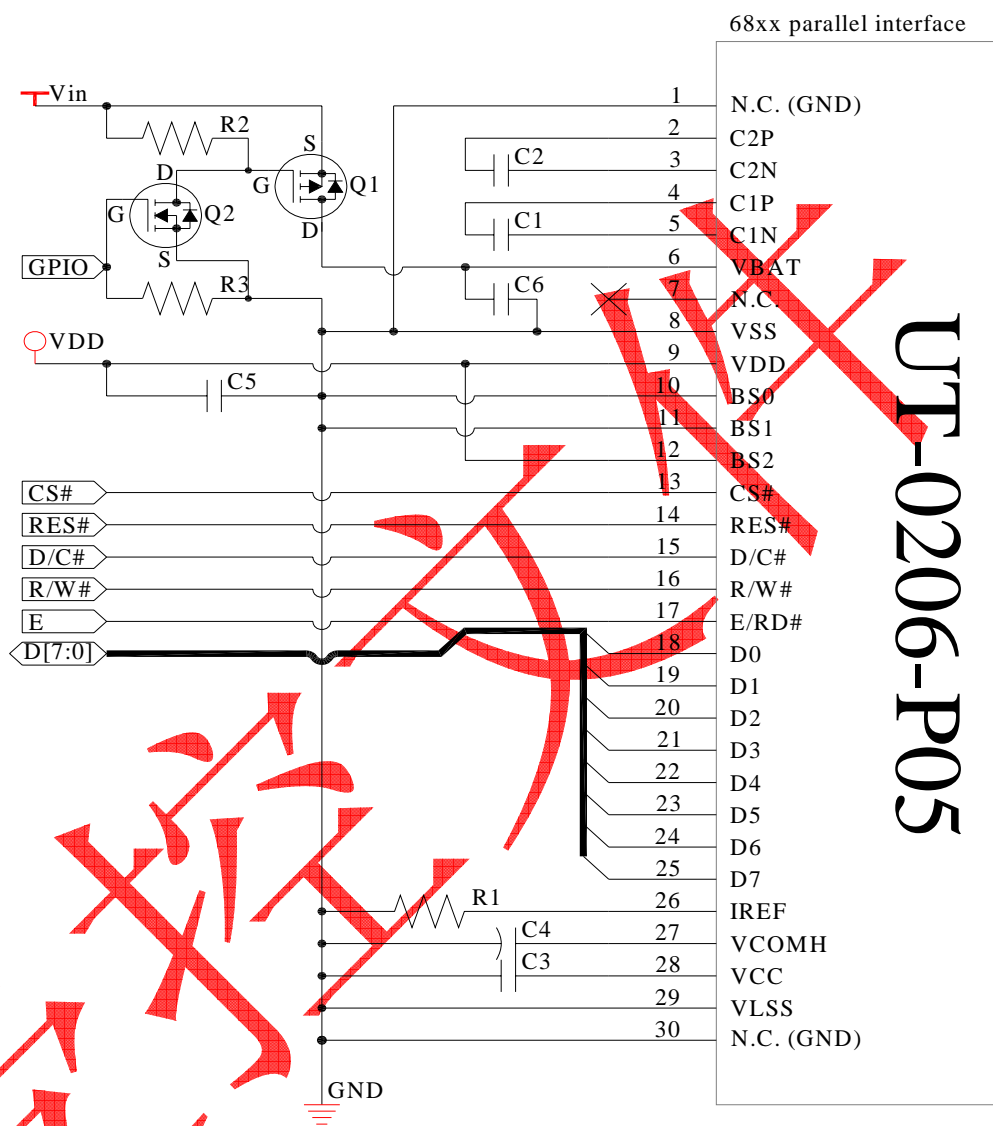 68xx parallel interface
Vin
R2
S
D
G
Q1
G
Q2
D
S
GPIO
R3
VDD
C5
C2
C1
C6
1 N.C. (GND)
2 C2P
3 C2N
4 C1P
5 C1N
6 VBAT
7 N.C.
8 VSS
9 VDD
10 BS0
11 BS1
12 BS2
CS# 13 CS#
RES# 14 RES#
D/C# 15 D/C#
R/W# 16 R/W#
E 17 E/RD#
D[7:0] 18 D0
19 D1
20 D2
21 D3
22 D4
23 D5
24 D6
25 D7
R1 26 IREF
C4 27 VCOMH
C3 28 VCC
29 VLSS
30 N.C. (GND)
GND
UT-0206-P05